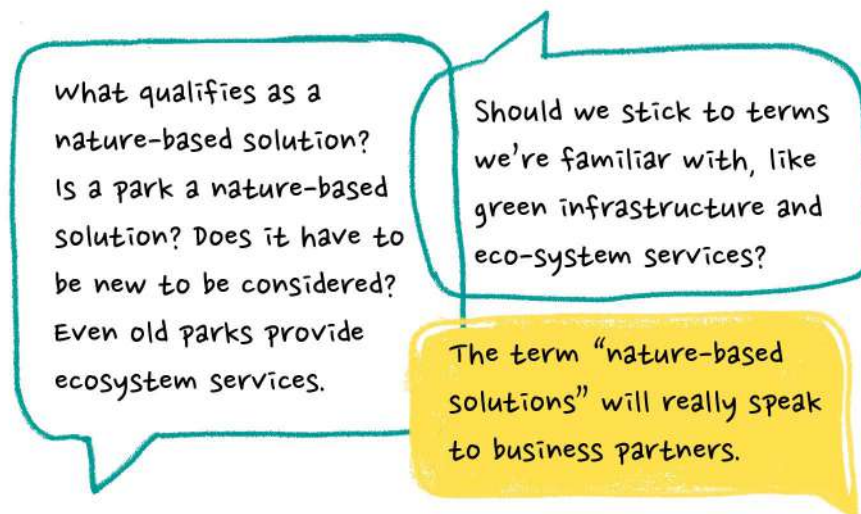 What qualifies as a
nature-based solution?
Is a park a nature-based
solution? Does it have to
be new to be considered?
Even old parks provide
ecosystem services.
Should we stick to terms
we're familiar with, like
green infrastructure and
eco-system services?
The term “nature-based
solutions” will really speak
to business partners.